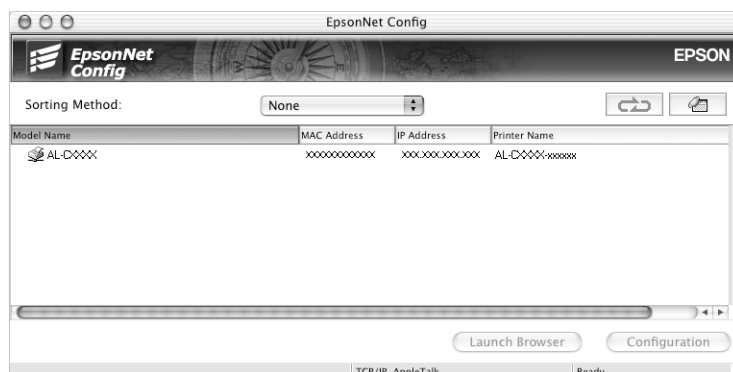 EpsonNet Config
EpsonNet
Config
EPSON
Sorting Method: None
Model Name MAC Address IP Address Printer Name
AL-CXXXX XXXXXXXXXXXX XXX.XXX.XXX.XXX AL-CXXXX-xxxxxx
Launch Browser Configuration
TCP/IP, AppleTalk Ready